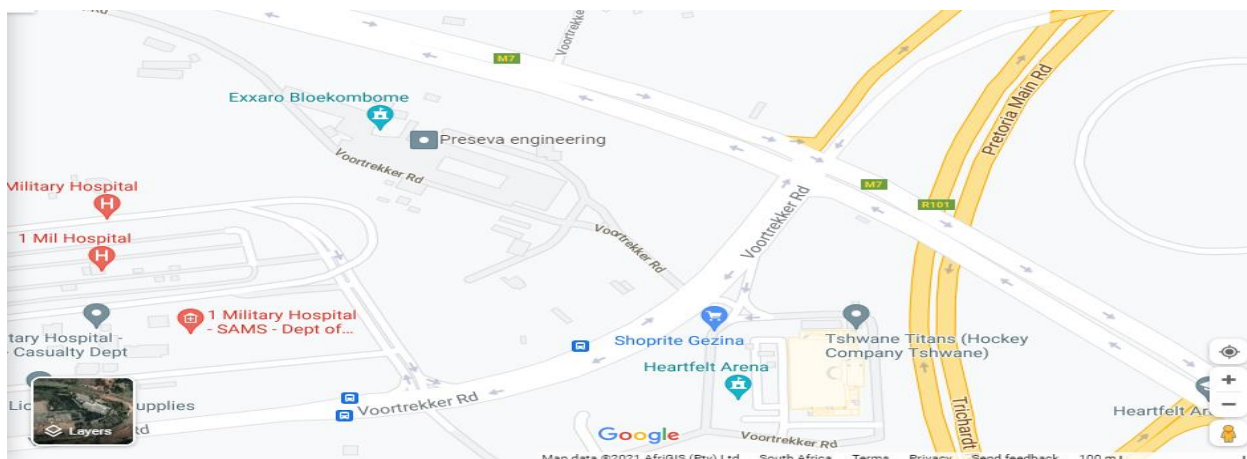 Voortrekker Rd
Voortrekke
M7
Exxaro Bloekombome
Preseva engineering
Pretoria Main Rd
Voortrekker Rd
Military Hospital
M7
R101
1 Mil Hospital
Voortrekker Rd
Voortrekker Rd
1 Military Hospital
- SAMS - Dept of...
tary Hospital -
Casualty Dept
Shoprite Gezina
Tshwane Titans (Hockey
Company Tshwane)
Heartfelt Arena
upplies
Layers
Voortrekker Rd
Trichardt
Heartfelt Ar
Google
Voortrekker Rd
Map data ©2021 AfriGIS (Pty) Ltd South Africa Terms Privacy Send feedback 100 m